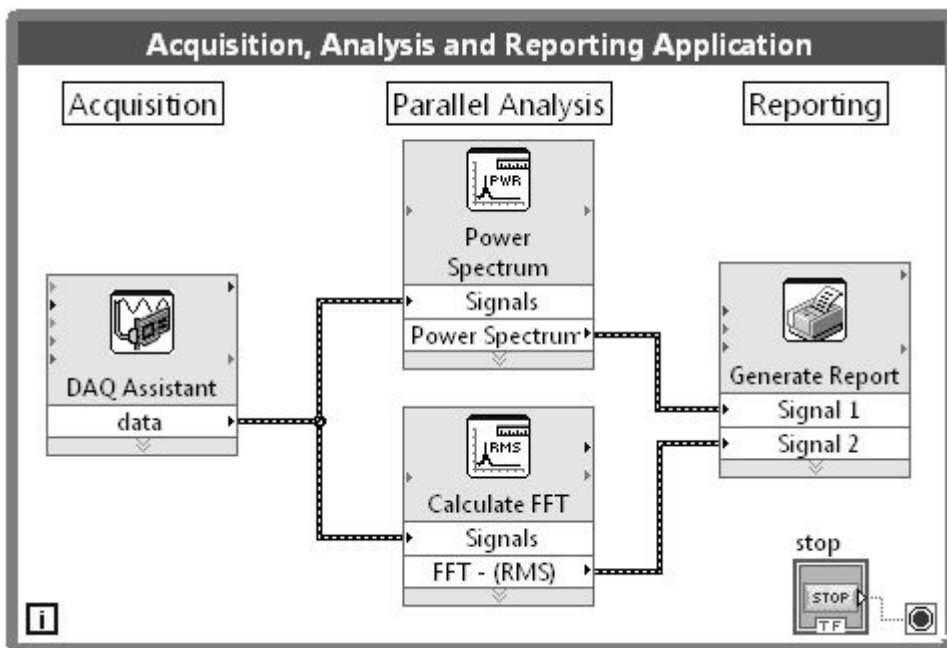 Acquisition, Analysis and Reporting Application
Acquisition
Parallel Analysis
Reporting
PWR
Power
Spectrum
Signals
Power Spectrum
DAQ Assistant
data
RMS
Calculate FFT
Signals
FFT - (RMS)
Generate Report
Signal 1
Signal 2
stop
STOP
TF
i